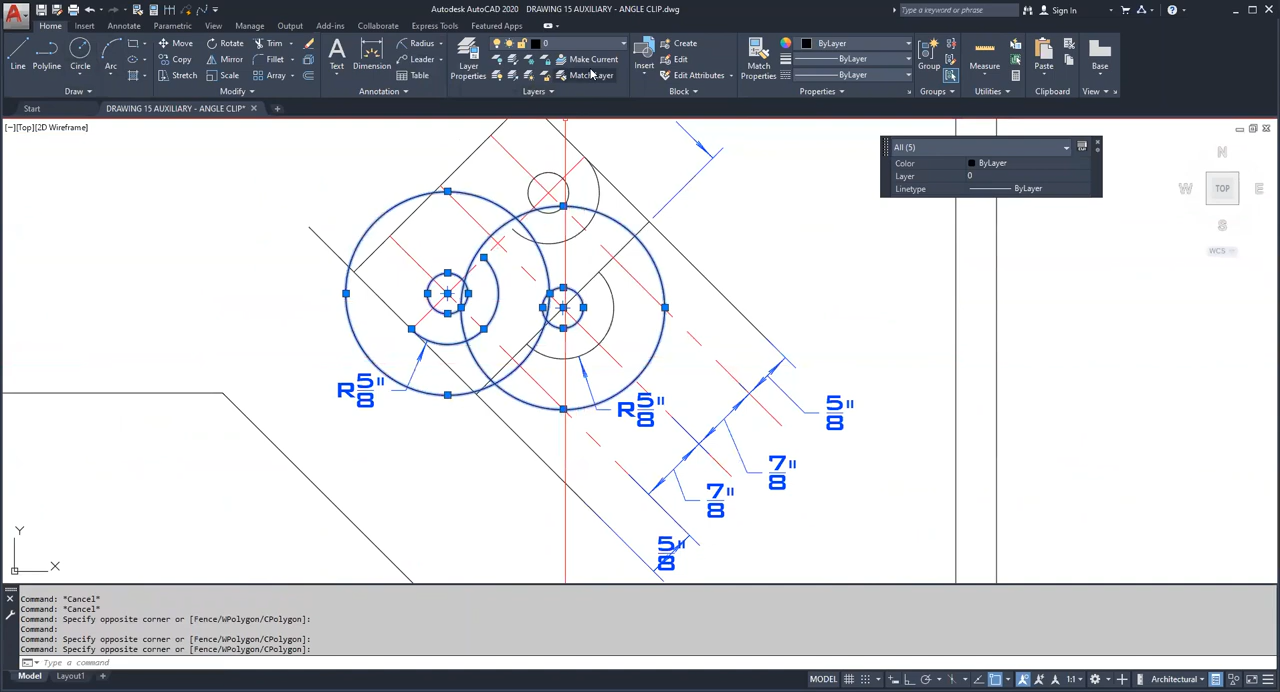 Autodesk AutoCAD 2020   DRAWING 15 AUXILIARY - ANGLE CLIP.dwg
Type a keyword or phrase
Sign In
Home Insert Annotate Parametric View Manage Output Add-ins Collaborate Express Tools Featured Apps
Line Polyline Circle Arc
Move Rotate Trim
Copy Mirror Fillet
Stretch Scale Array
Text Dimension
Radius
Leader
Table
Layer Properties
0
Make Current
Match Layer
Insert
Create
Edit
Edit Attributes
Match Properties
ByLayer
ByLayer
ByLayer
Group
Measure
Paste
Base
Draw Modify Annotation Layers Block Properties Groups Utilities Clipboard View
Start DRAWING 15 AUXILIARY - ANGLE CLIP*
[−][Top][2D Wireframe]
All (5)
Color ByLayer
Layer 0
Linetype ByLayer
N
W TOP E
S
WCS
R5/8"
R5/8"
5/8"
7/8"
7/8"
5/8"
Y
X
Command: *Cancel*
Command: *Cancel*
Command: Specify opposite corner or [Fence/WPolygon/CPolygon]:
Command:
Command: Specify opposite corner or [Fence/WPolygon/CPolygon]:
Command: Specify opposite corner or [Fence/WPolygon/CPolygon]:
Type a command
Model Layout1
MODEL 1:1